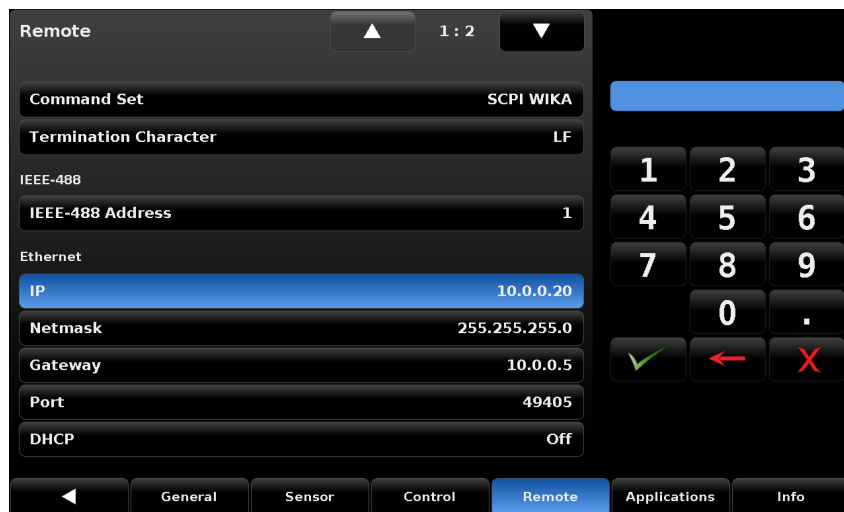 Remote 1 : 2
Command Set SCPI WIKA
Termination Character LF
IEEE-488
IEEE-488 Address 1
Ethernet
IP 10.0.0.20
Netmask 255.255.255.0
Gateway 10.0.0.5
Port 49405
DHCP Off
1 2 3
4 5 6
7 8 9
0 .
X
General Sensor Control Remote Applications Info